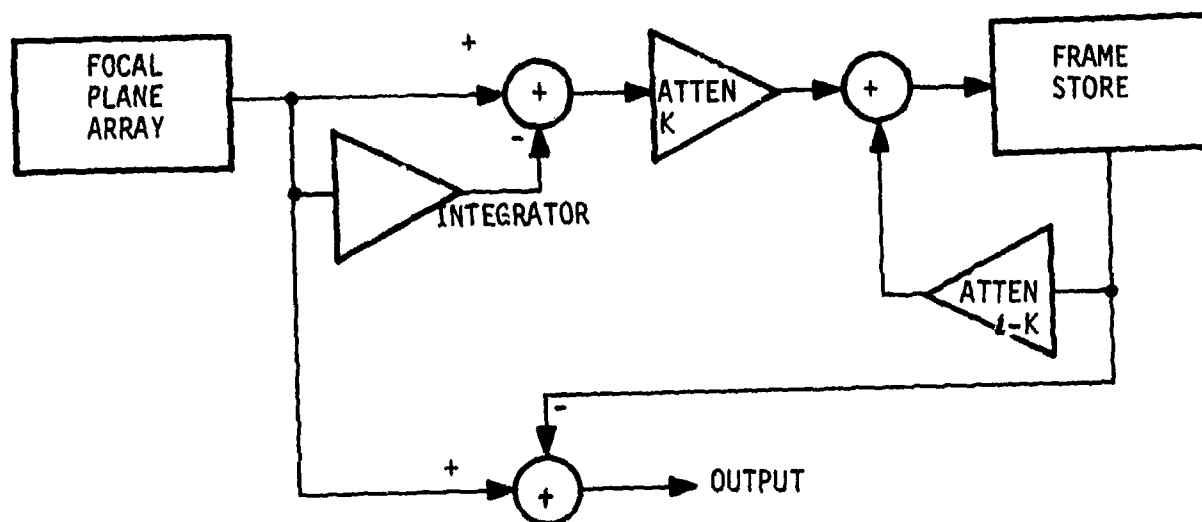 FOCAL
PLANE
ARRAY
+
+
-
INTEGRATOR
ATTEN
K
+
FRAME
STORE
ATTEN
1-K
-
+
+
OUTPUT